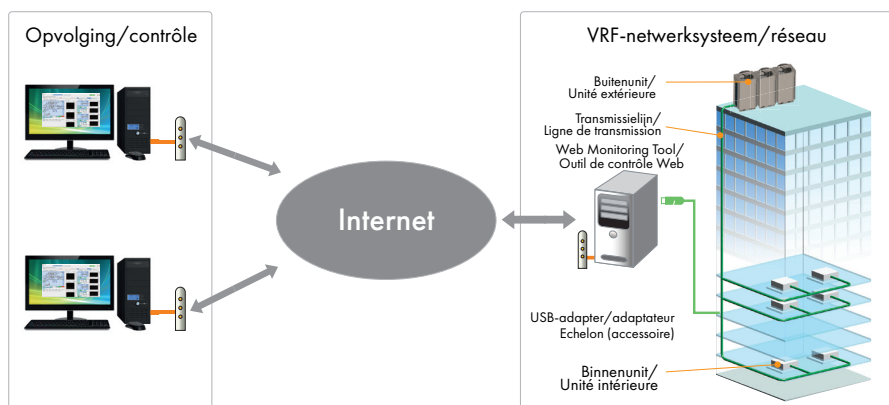 Opvolging/contrôle
Internet
VRF-netwerksysteem/réseau
Buitenunit/
Unité extérieure
Transmissielijn/
Ligne de transmission
Web Monitoring Tool/
Outil de contrôle Web
USB-adapter/adaptateur
Echelon (accessoire)
Binnenunit/
Unité intérieure